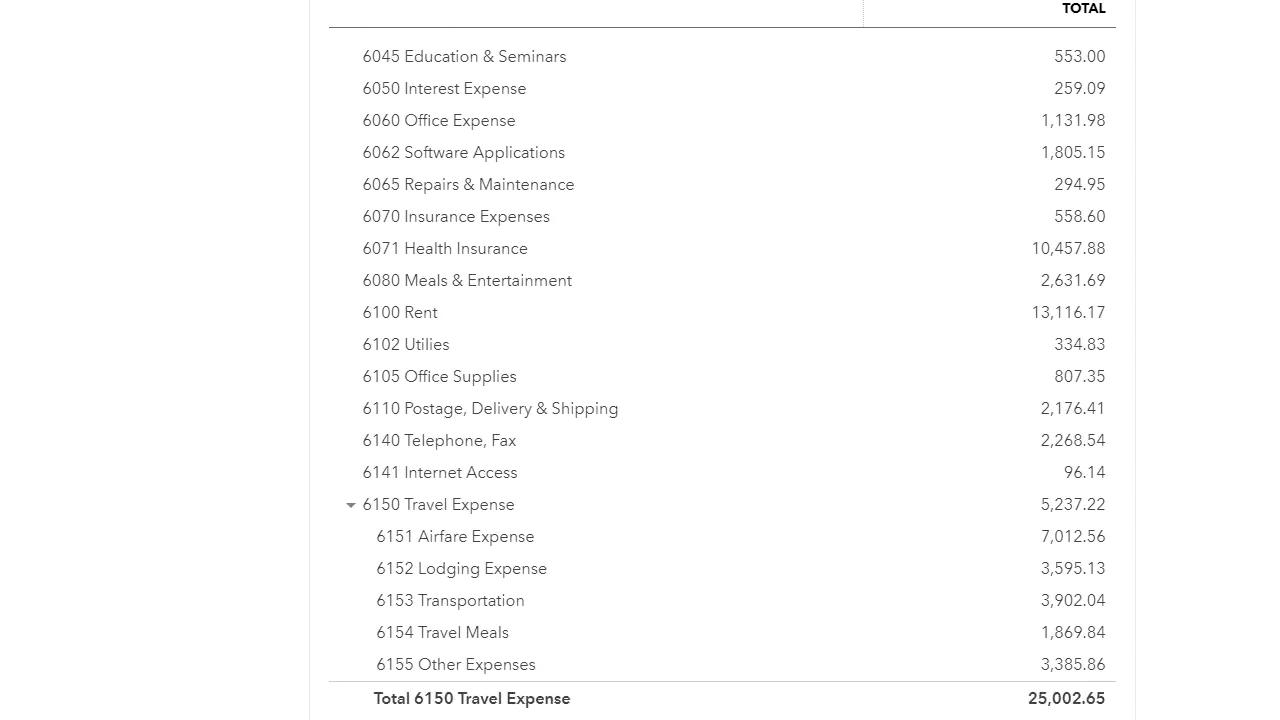 TOTAL
6045 Education & Seminars 553.00
6050 Interest Expense 259.09
6060 Office Expense 1,131.98
6062 Software Applications 1,805.15
6065 Repairs & Maintenance 294.95
6070 Insurance Expenses 558.60
6071 Health Insurance 10,457.88
6080 Meals & Entertainment 2,631.69
6100 Rent 13,116.17
6102 Utilies 334.83
6105 Office Supplies 807.35
6110 Postage, Delivery & Shipping 2,176.41
6140 Telephone, Fax 2,268.54
6141 Internet Access 96.14
6150 Travel Expense 5,237.22
6151 Airfare Expense 7,012.56
6152 Lodging Expense 3,595.13
6153 Transportation 3,902.04
6154 Travel Meals 1,869.84
6155 Other Expenses 3,385.86
Total 6150 Travel Expense 25,002.65